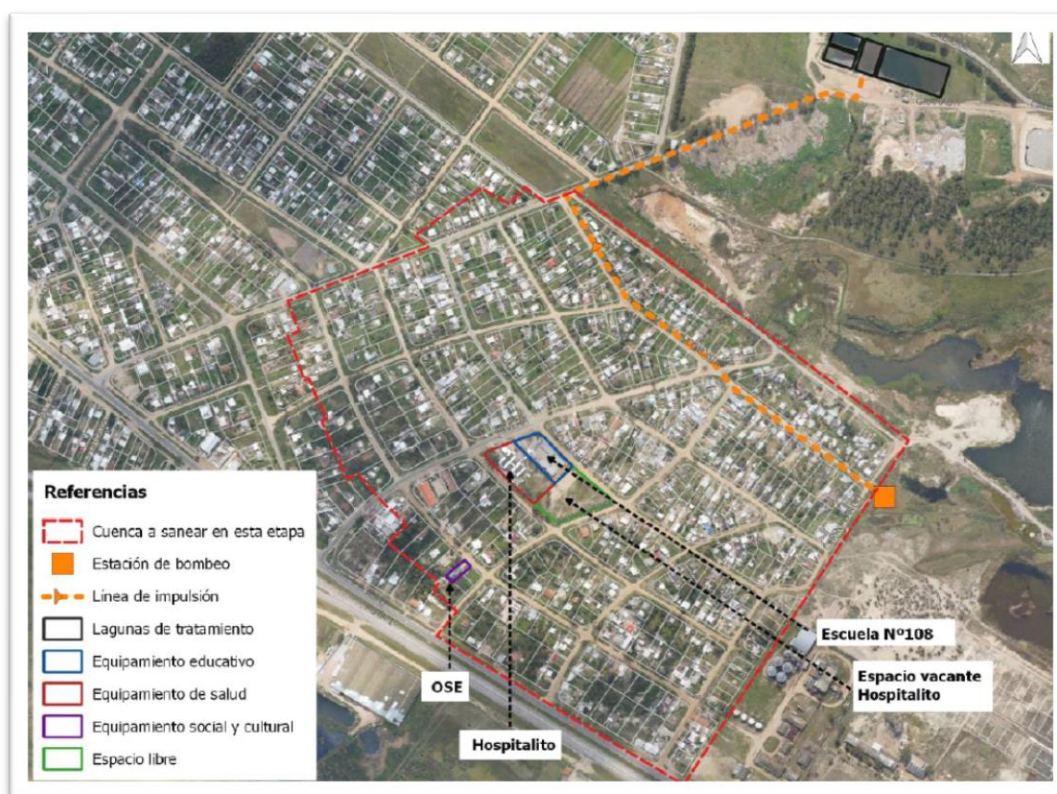 Referencias
Cuenca a sanear en esta etapa
Estación de bombeo
Línea de impulsión
Lagunas de tratamiento
Equipamiento educativo
Equipamiento de salud
Equipamiento social y cultural
Espacio libre
OSE
Hospitalito
Escuela Nº108
Espacio vacante
Hospitalito